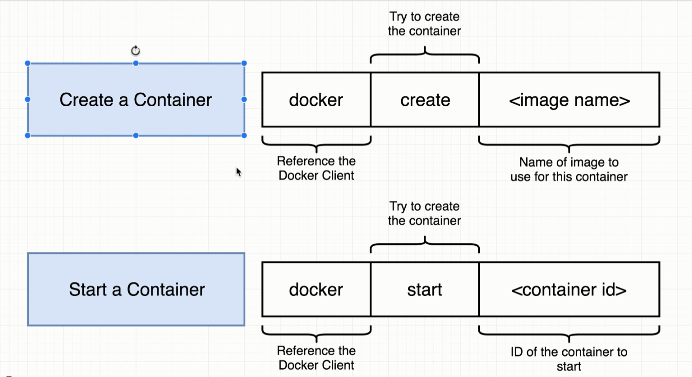 Try to create
the container
Create a Container
docker
create
<image name>
Reference the
Docker Client
Name of image to
use for this container
Try to create
the container
Start a Container
docker
start
<container id>
Reference the
Docker Client
ID of the container to
start